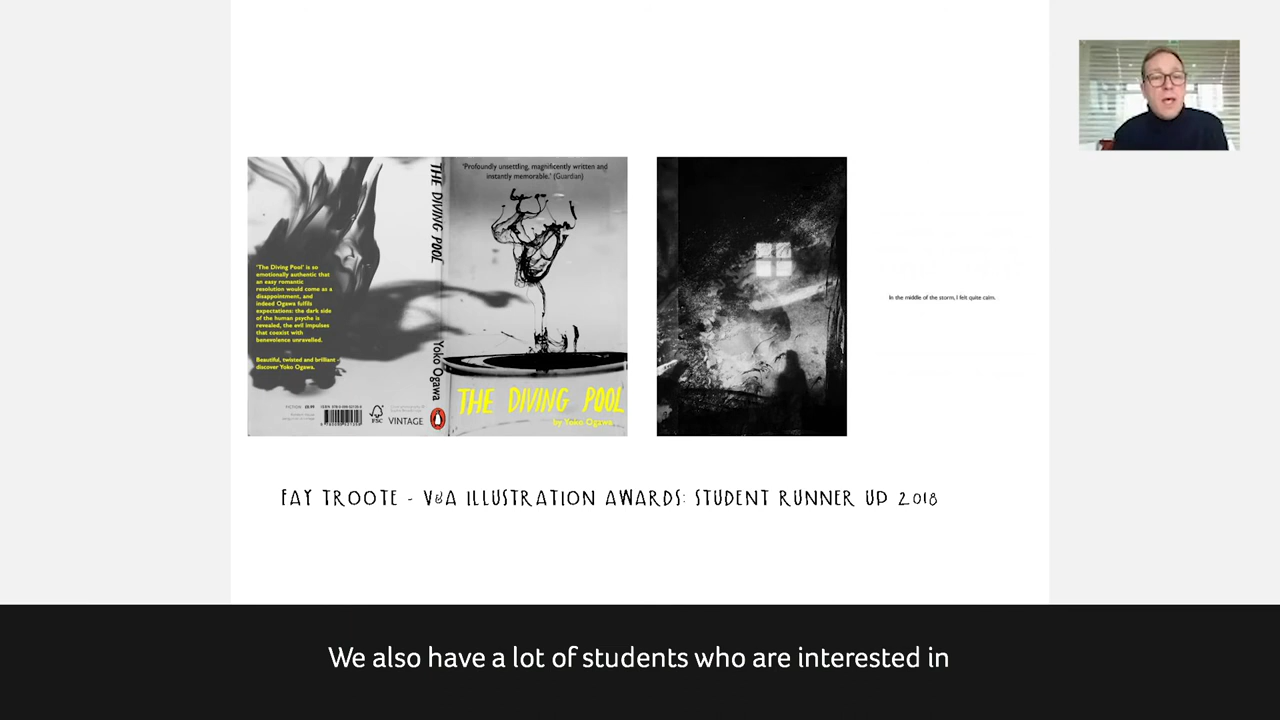 'The Diving Pool' is so
emotionally authentic that
an easy romantic
resolution would come as a
disappointment, and
indeed Ogawa fulfils
expectations: the dark side
of the human psyche is
revealed, the evil impulses
that coexist with
benevolence unravelled.
Beautiful, twisted and brilliant -
discover Yoko Ogawa.
FICTION £8.99
FSC
VINTAGE
THE DIVING POOL
Yoko Ogawa
'Profoundly unsettling, magnificently written and
instantly memorable.' (Guardian)
THE DIVING POOL
by Yoko Ogawa
In the middle of the storm, I felt quite calm.
FAY TROOTE - V&A ILLUSTRATION AWARDS: STUDENT RUNNER UP 2018
We also have a lot of students who are interested in